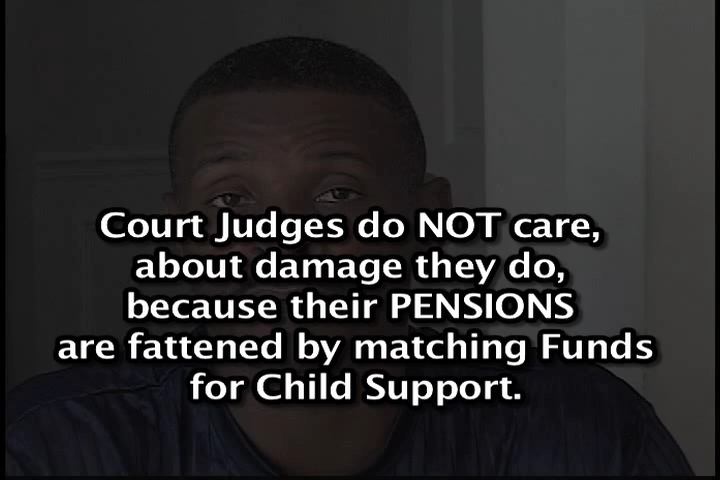 Court Judges do NOT care,
about damage they do,
because their PENSIONS
are fattened by matching Funds
for Child Support.